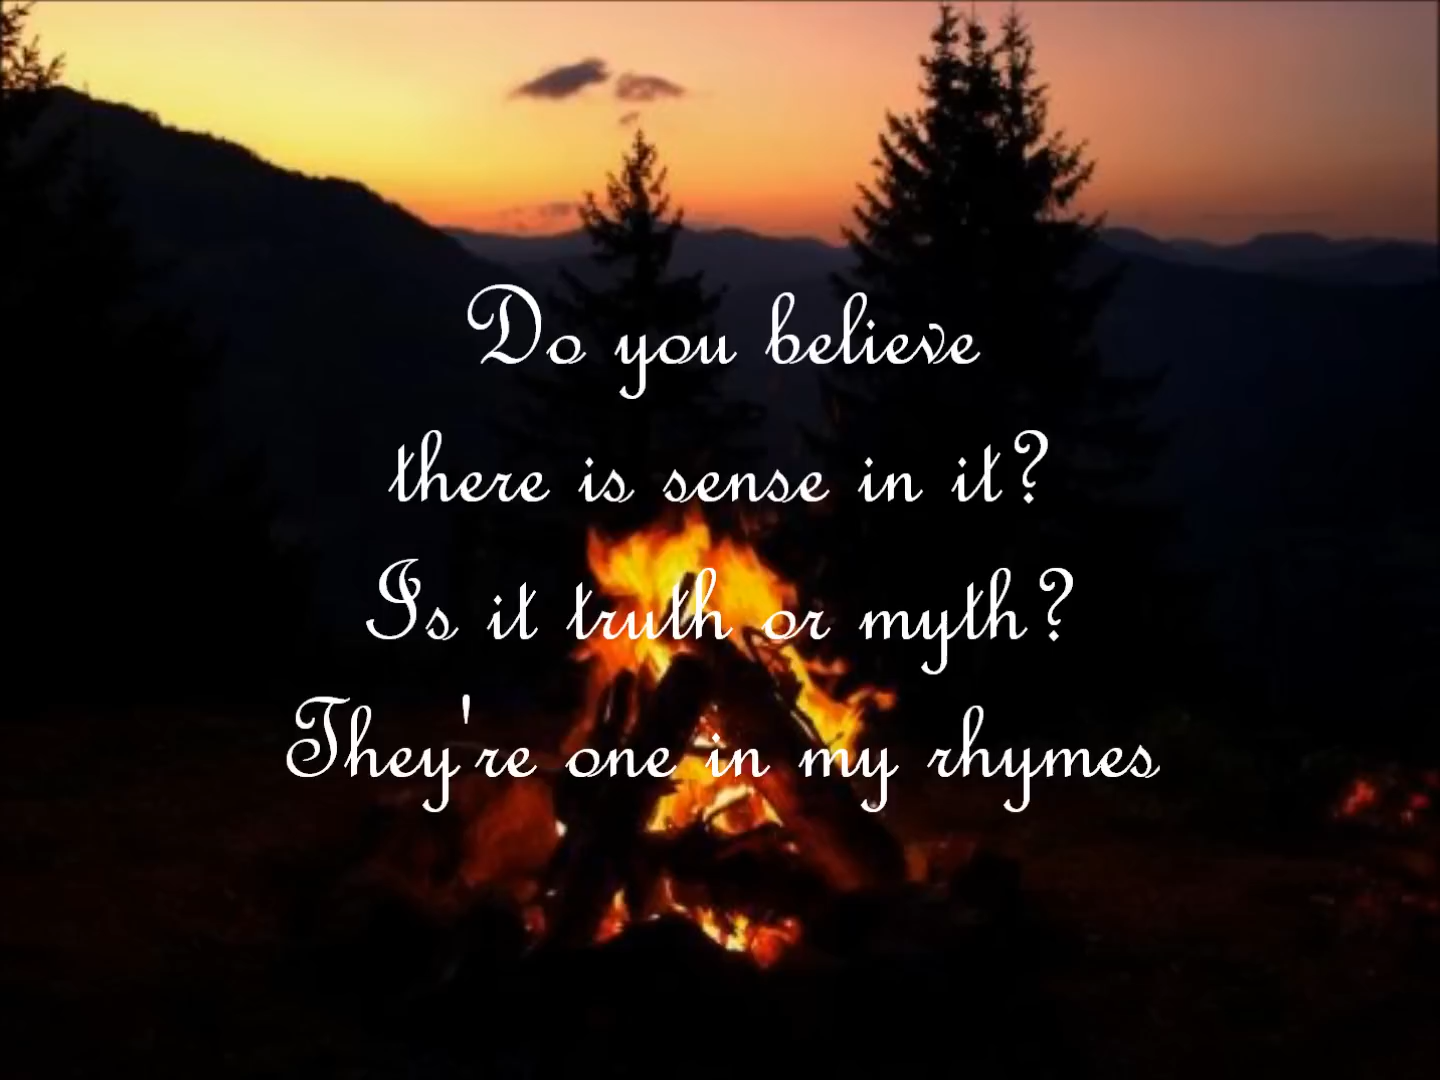 Do you believe
there is sense in it?
Is it truth or myth?
They're one in my rhymes